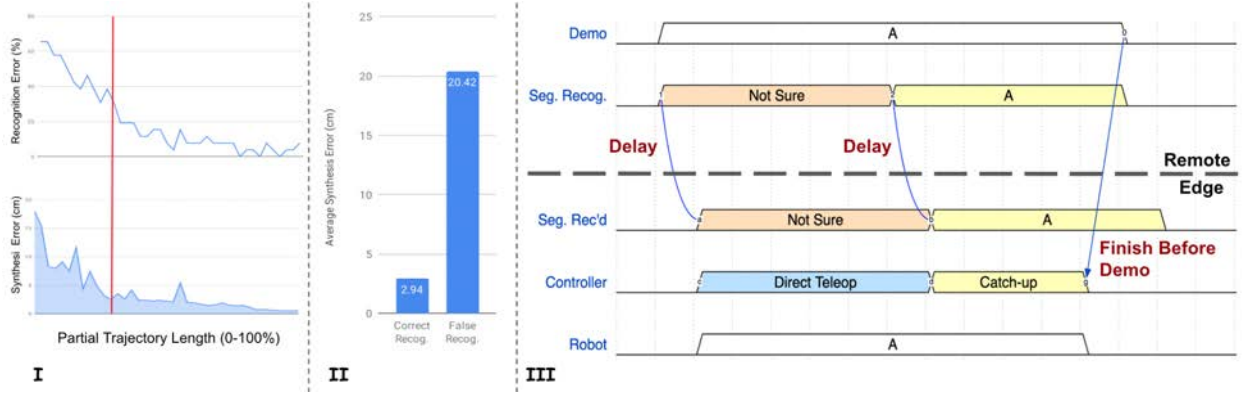 Recognition Error (%)
Synthesi Error (cm)
Partial Trajectory Length (0-100%)
I
Average Synthesis Error (cm)
25
20
15
10
5
0
2.94
20.42
Correct
Recog.
False
Recog.
II
Demo
A
Seg. Recog.
Not Sure
A
Delay
Delay
Remote
Edge
Seg. Rec'd
Not Sure
A
Finish Before
Demo
Controller
Direct Teleop
Catch-up
Robot
A
III